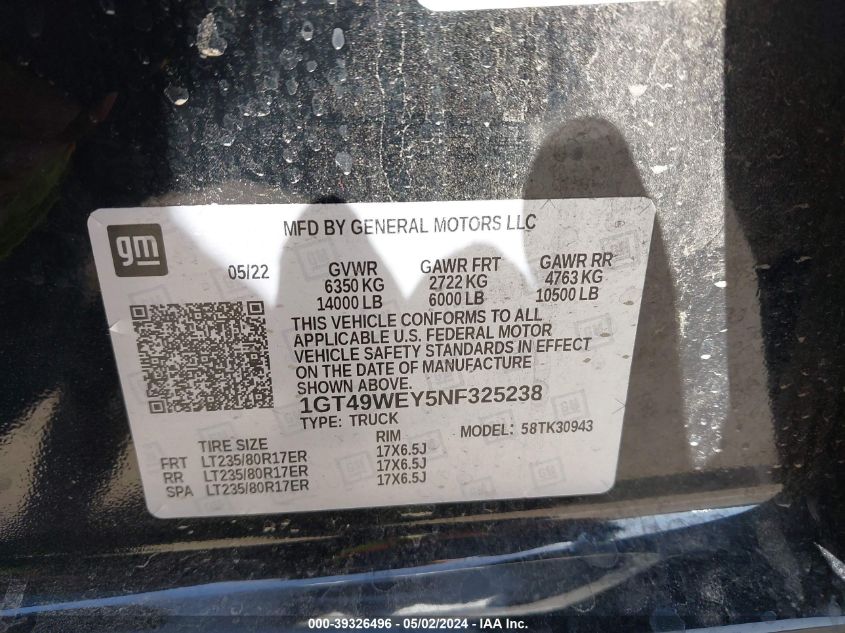 gm
MFD BY GENERAL MOTORS LLC
05/22 GVWR GAWR FRT GAWR RR
6350 KG 2722 KG 4763 KG
14000 LB 6000 LB 10500 LB
THIS VEHICLE CONFORMS TO ALL
APPLICABLE U.S. FEDERAL MOTOR
VEHICLE SAFETY STANDARDS IN EFFECT
ON THE DATE OF MANUFACTURE
SHOWN ABOVE.
1GT49WEY5NF325238
TYPE: TRUCK MODEL: 58TK30943
TIRE SIZE RIM
FRT LT235/80R17ER 17X6.5J
RR LT235/80R17ER 17X6.5J
SPA LT235/80R17ER 17X6.5J
000-39326496 - 05/02/2024 - IAA Inc.